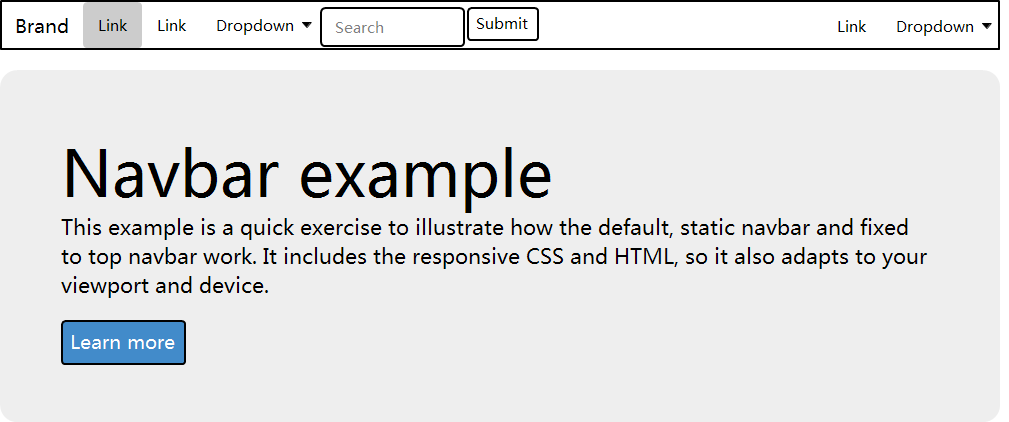 Brand Link Link Dropdown Search Submit Link Dropdown
Navbar example
This example is a quick exercise to illustrate how the default, static navbar and fixed
to top navbar work. It includes the responsive CSS and HTML, so it also adapts to your
viewport and device.
Learn more